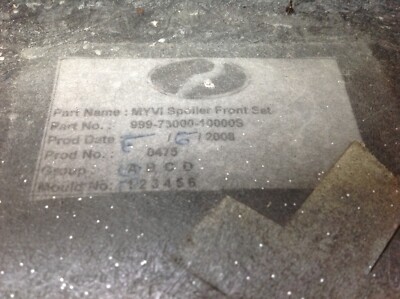 Part Name : MYVI Spoiler Front Set
Part No. : 999-73000-10000S
Prod Date / / 2008
Prod No. : 0475
Group : A B C D
Mould No: 1 2 3 4 5 6